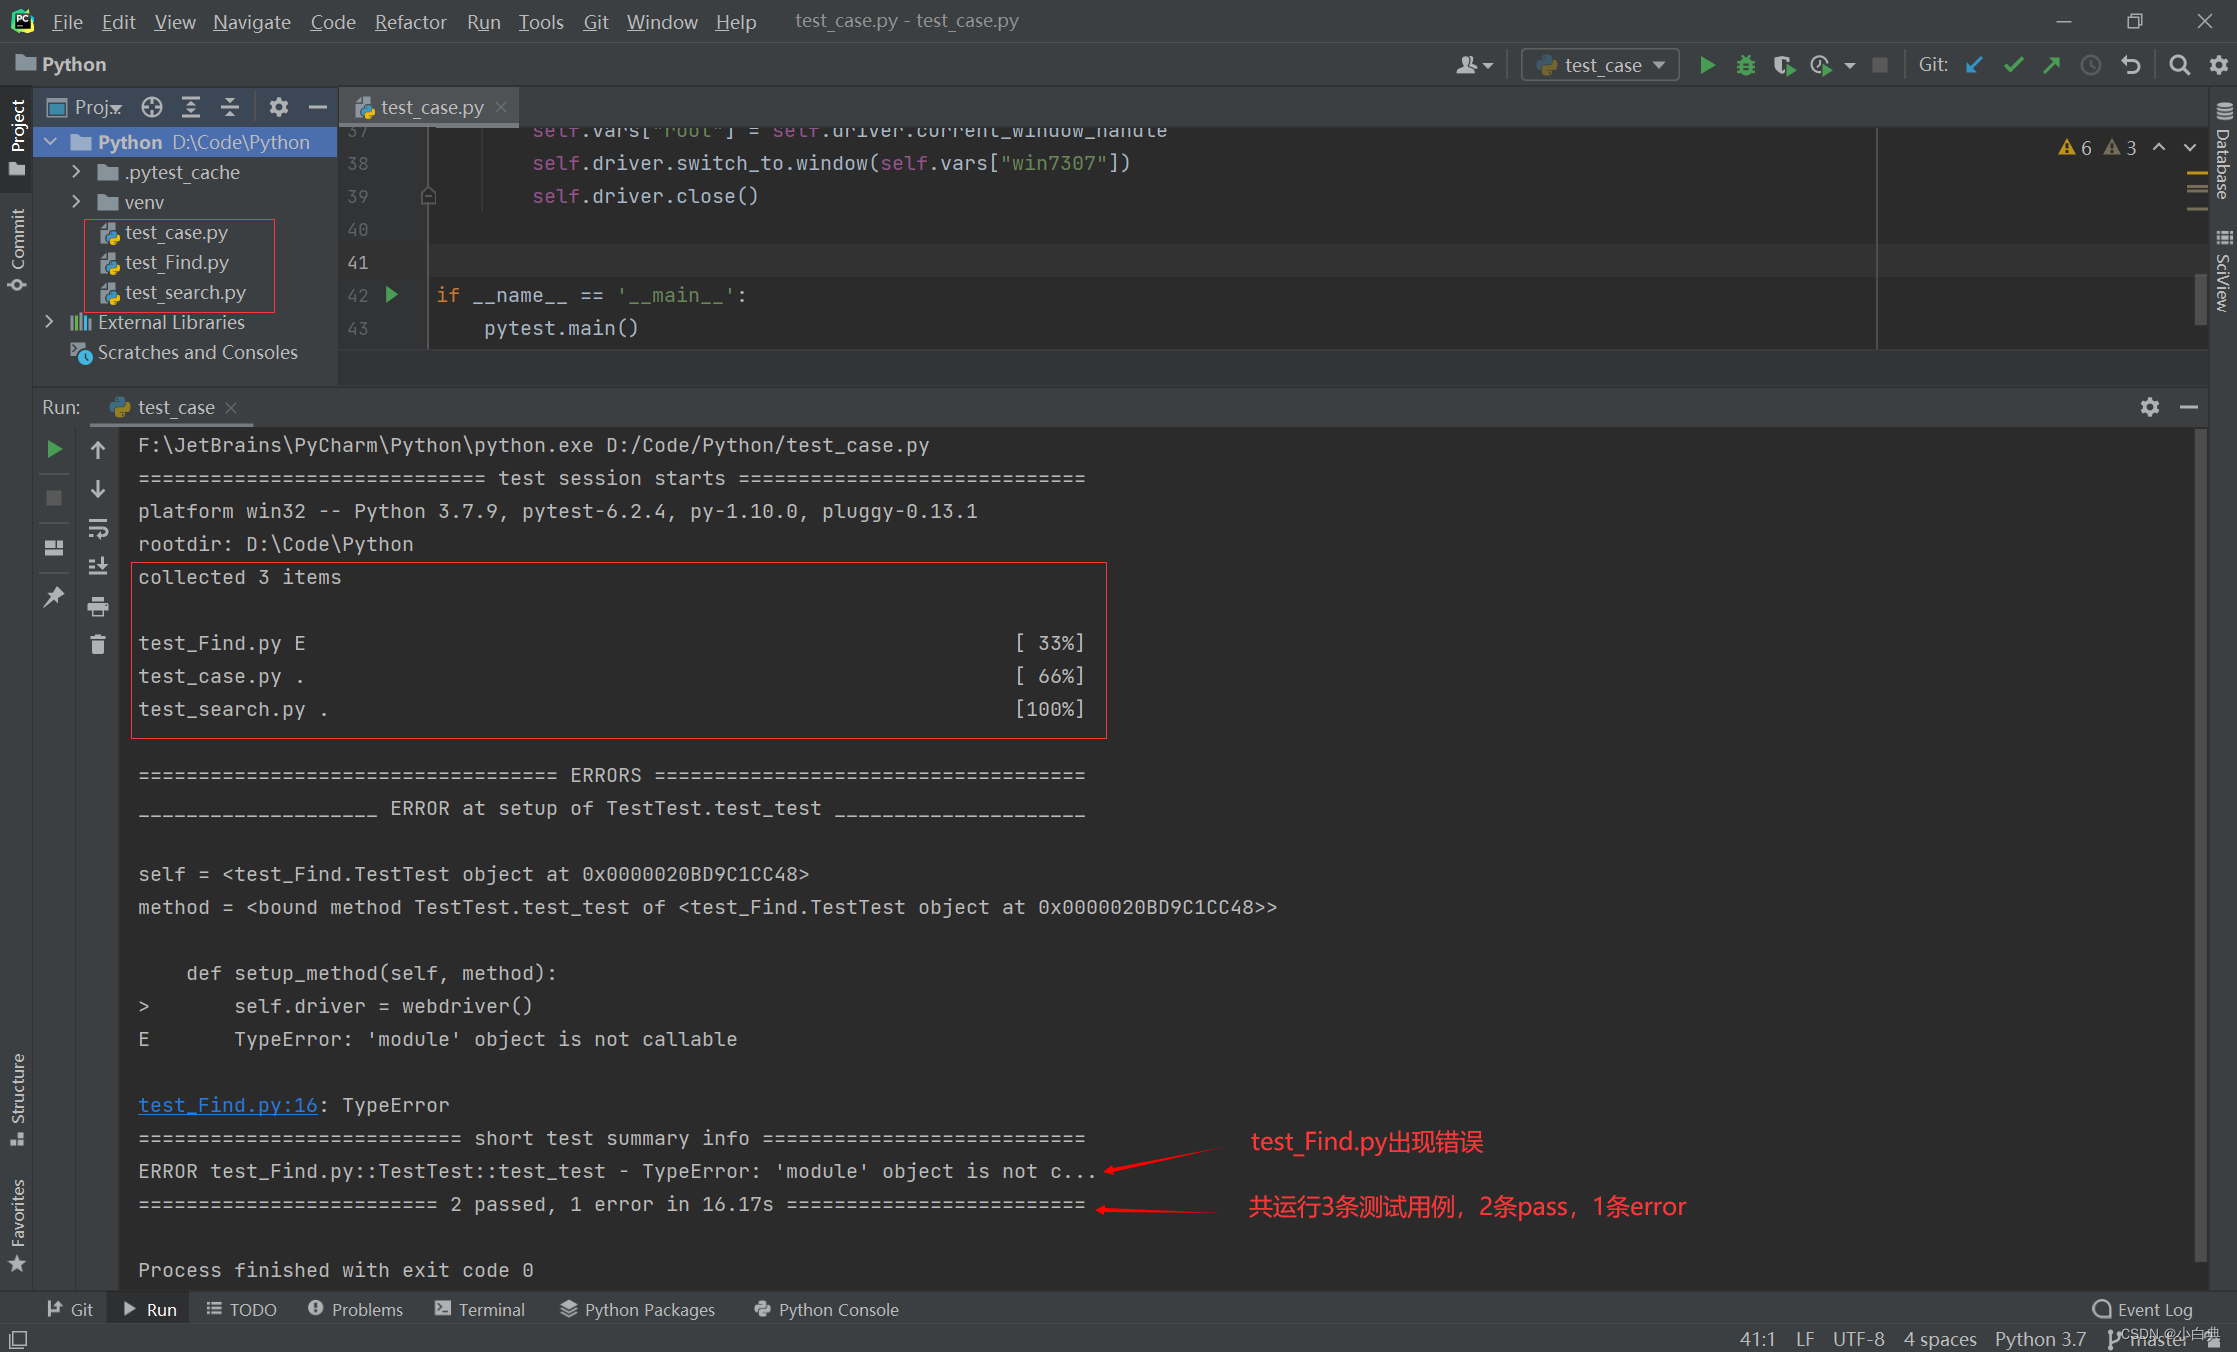 File Edit View Navigate Code Refactor Run Tools Git Window Help test_case.py - test_case.py
Python
test_case
Git:
Project
Commit
Structure
Favorites
Database
SciView
Proj
Python D:\Code\Python
.pytest_cache
venv
test_case.py
test_Find.py
test_search.py
External Libraries
Scratches and Consoles
test_case.py
6 3
37 self.vars["root"] = self.driver.current_window_handle
38 self.driver.switch_to.window(self.vars["win7307"])
39 self.driver.close()
40
41
42 if __name__ == '__main__':
43 pytest.main()
Run: test_case
F:\JetBrains\PyCharm\Python\python.exe D:/Code/Python/test_case.py
============================= test session starts =============================
platform win32 -- Python 3.7.9, pytest-6.2.4, py-1.10.0, pluggy-0.13.1
rootdir: D:\Code\Python
collected 3 items
test_Find.py E [ 33%]
test_case.py . [ 66%]
test_search.py . [100%]
=================================== ERRORS ====================================
____________________ ERROR at setup of TestTest.test_test _____________________
self = <test_Find.TestTest object at 0x0000020BD9C1CC48>
method = <bound method TestTest.test_test of <test_Find.TestTest object at 0x0000020BD9C1CC48>>
def setup_method(self, method):
> self.driver = webdriver()
E TypeError: 'module' object is not callable
test_Find.py:16: TypeError
=========================== short test summary info ===========================
ERROR test_Find.py::TestTest::test_test - TypeError: 'module' object is not c...
========================= 2 passed, 1 error in 16.17s =========================
test_Find.py出现错误
共运行3条测试用例，2条pass，1条error
Process finished with exit code 0
Git Run TODO Problems Terminal Python Packages Python Console Event Log
41:1 LF UTF-8 4 spaces Python 3.7 master
CSDN @小白典